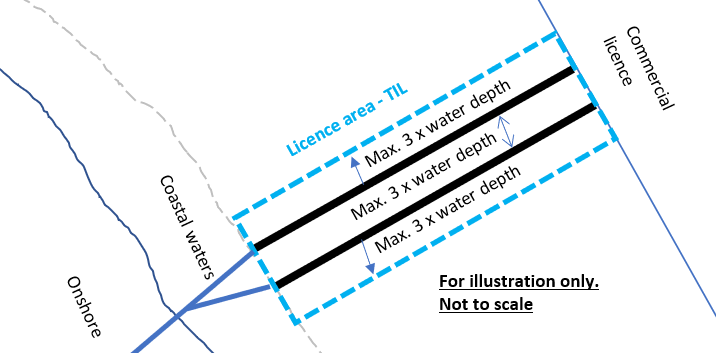 Commercial
licence
Licence area - TIL
Max. 3 x water depth
Max. 3 x water depth
Max. 3 x water depth
Coastal waters
Onshore
For illustration only.
Not to scale